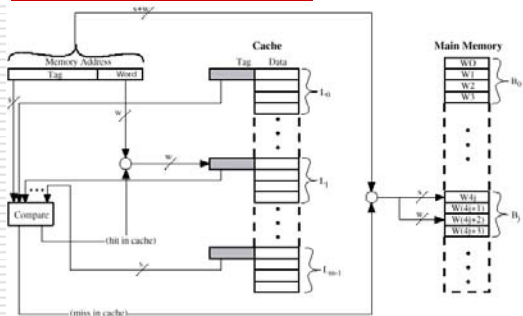 s+w
Cache
Main Memory
Memory Address
Tag
Data
Tag
Word
W0
W1
W2
W3
B0
s
L0
w
w
Lj
s
W4j
W(4j+1)
W(4j+2)
W(4j+3)
Bj
w
Compare
(hit in cache)
s
Lm-1
(miss in cache)